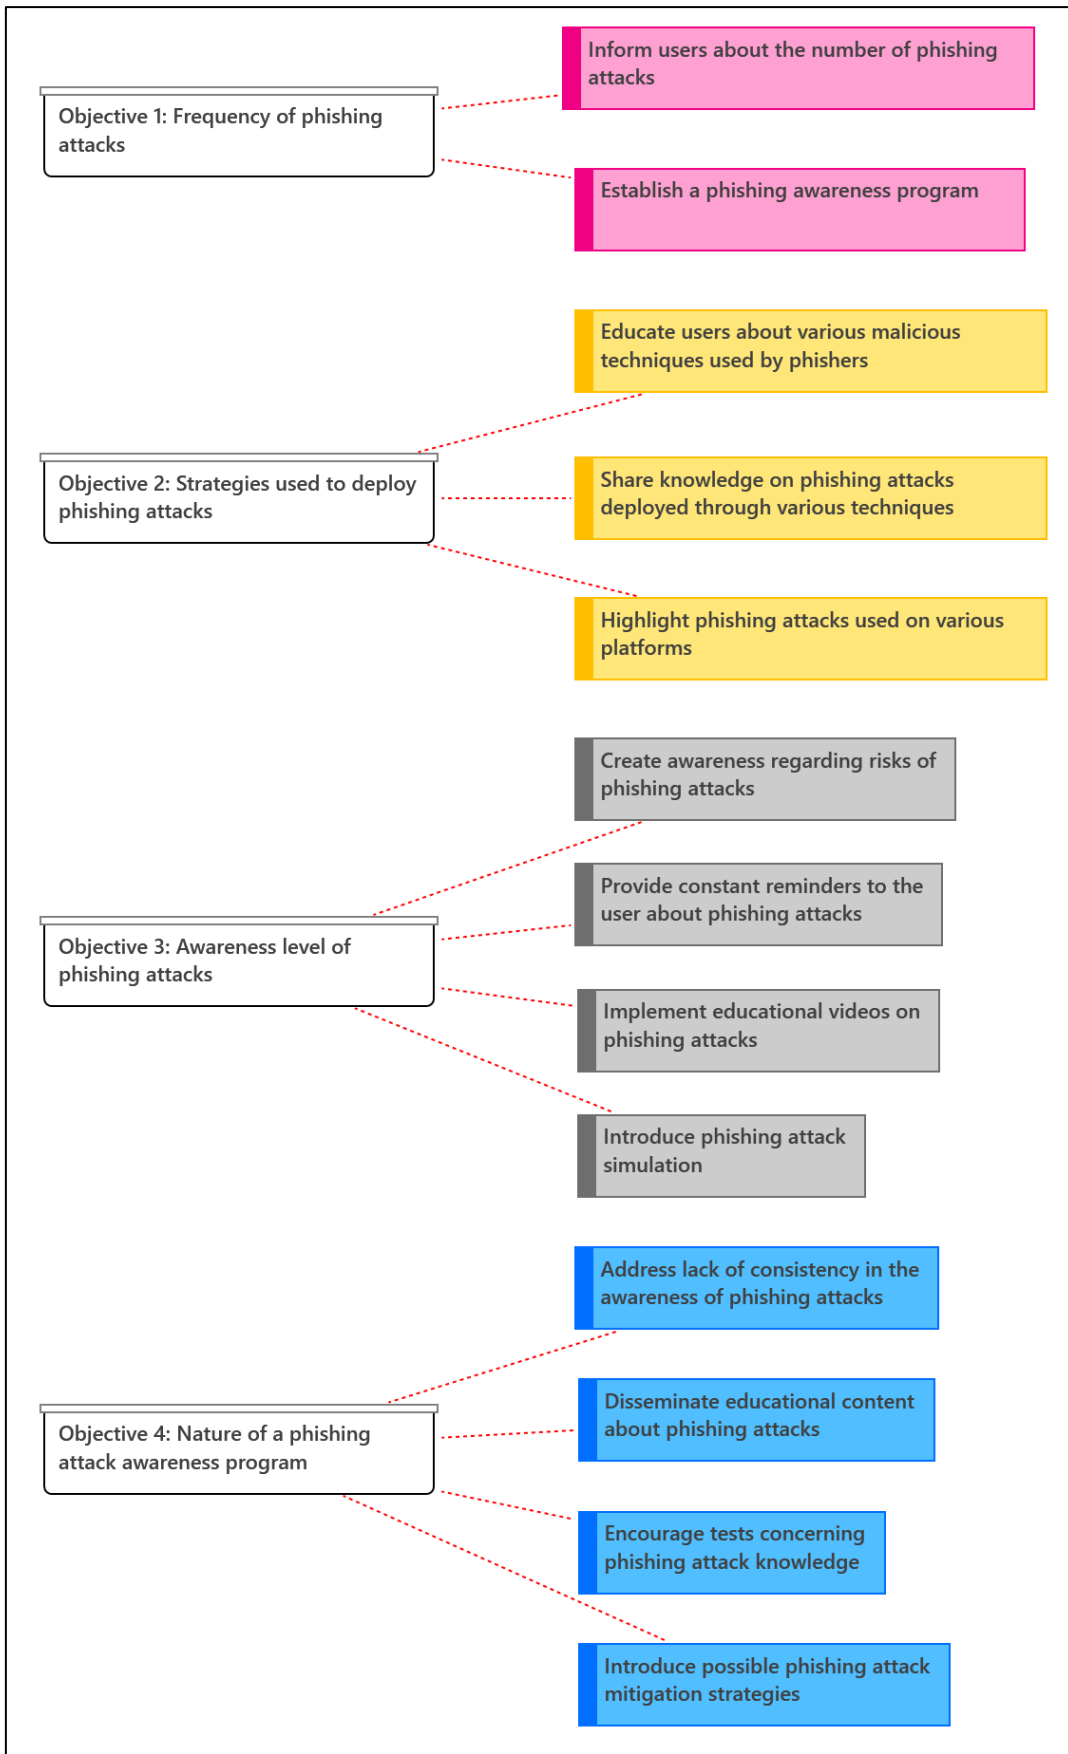 Inform users about the number of phishing
attacks
Objective 1: Frequency of phishing
attacks
Establish a phishing awareness program
Educate users about various malicious
techniques used by phishers
Objective 2: Strategies used to deploy
phishing attacks
Share knowledge on phishing attacks
deployed through various techniques
Highlight phishing attacks used on various
platforms
Create awareness regarding risks of
phishing attacks
Provide constant reminders to the
user about phishing attacks
Objective 3: Awareness level of
phishing attacks
Implement educational videos on
phishing attacks
Introduce phishing attack
simulation
Address lack of consistency in the
awareness of phishing attacks
Disseminate educational content
about phishing attacks
Objective 4: Nature of a phishing
attack awareness program
Encourage tests concerning
phishing attack knowledge
Introduce possible phishing attack
mitigation strategies